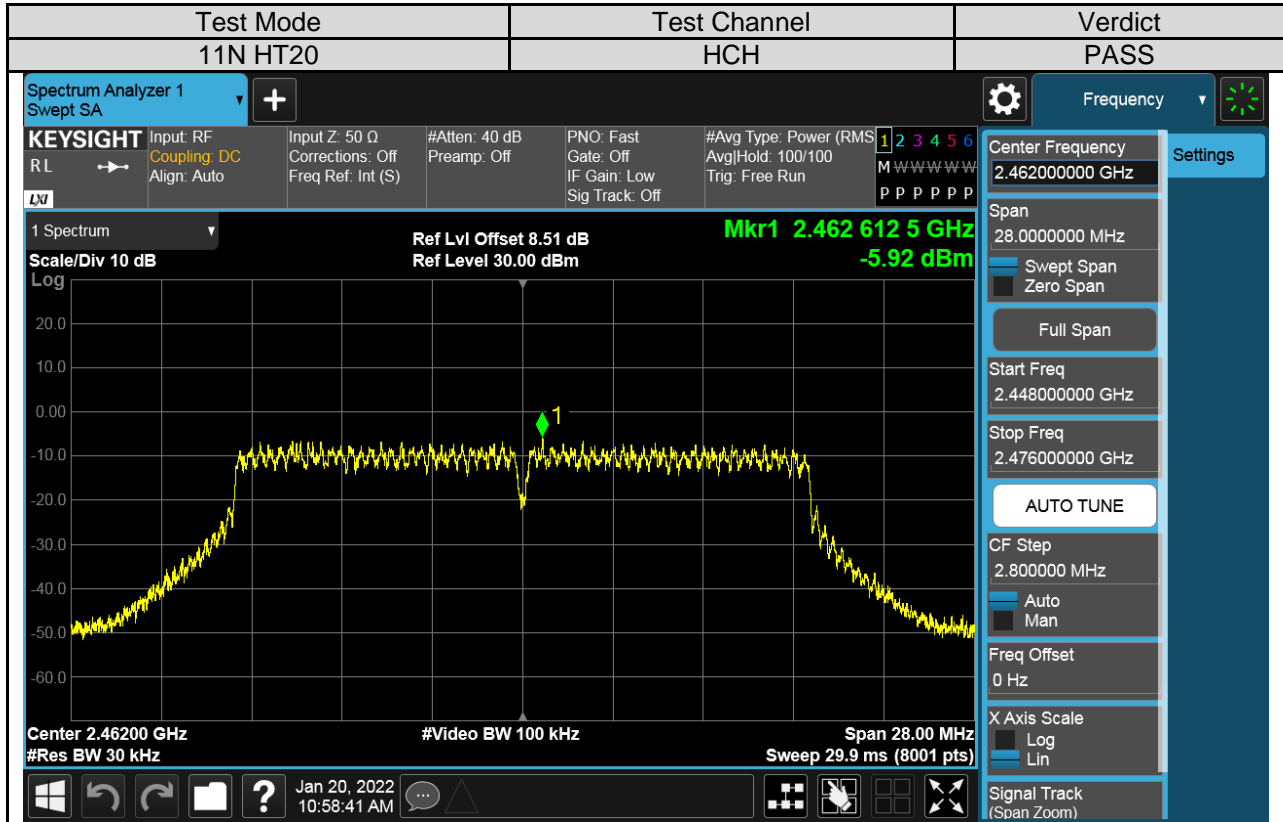 Test Mode Test Channel Verdict
11N HT20 HCH PASS
Spectrum Analyzer 1
Swept SA
+
Frequency
KEYSIGHT
R L
LXI
Input: RF
Coupling: DC
Align: Auto
Input Z: 50 Ω
Corrections: Off
Freq Ref: Int (S)
#Atten: 40 dB
Preamp: Off
PNO: Fast
Gate: Off
IF Gain: Low
Sig Track: Off
#Avg Type: Power (RMS
Avg|Hold: 100/100
Trig: Free Run
1 2 3 4 5 6
M W W W W W
P P P P P P
1 Spectrum
Scale/Div 10 dB
Log
Ref Lvl Offset 8.51 dB
Ref Level 30.00 dBm
Mkr1 2.462 612 5 GHz
-5.92 dBm
20.0
10.0
0.00
-10.0
-20.0
-30.0
-40.0
-50.0
-60.0
1
Center 2.46200 GHz
#Res BW 30 kHz
#Video BW 100 kHz
Span 28.00 MHz
Sweep 29.9 ms (8001 pts)
?
Jan 20, 2022
10:58:41 AM
Center Frequency
2.462000000 GHz
Settings
Span
28.0000000 MHz
Swept Span
Zero Span
Full Span
Start Freq
2.448000000 GHz
Stop Freq
2.476000000 GHz
AUTO TUNE
CF Step
2.800000 MHz
Auto
Man
Freq Offset
0 Hz
X Axis Scale
Log
Lin
Signal Track
(Span Zoom)